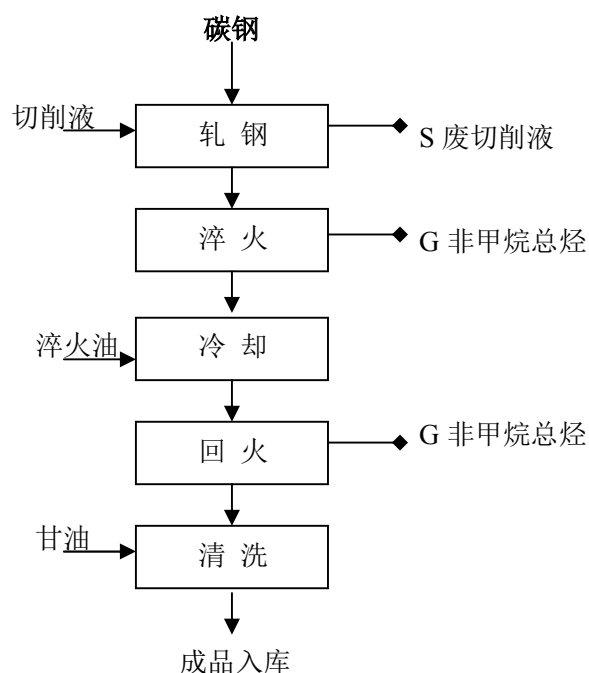 碳钢
切削液
轧 钢
S 废切削液
淬 火
G 非甲烷总烃
淬火油
冷 却
回 火
G 非甲烷总烃
甘油
清 洗
成品入库